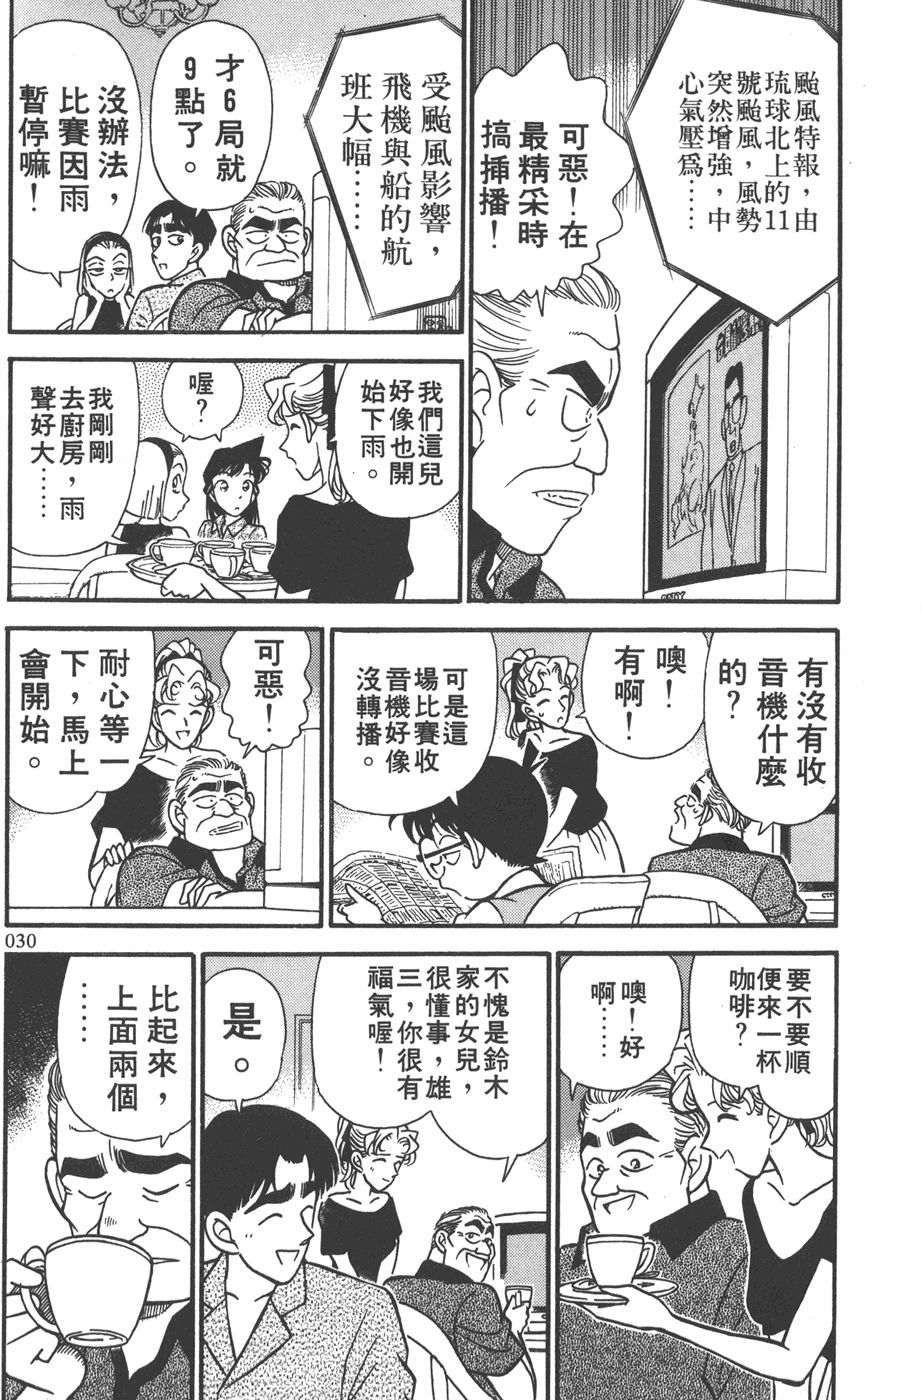 颱風特報，由
琉球北上的11
號颱風，風勢
突然增強，中
心氣壓爲……
可惡！在
最精采時
搞挿播！
受颱風影響，
飛機與船的航
班大幅……
才6局就
9點了。
沒辦法，
比賽因雨
暫停嘛！
我們這兒
好像也開
始下雨。
喔？
我剛剛
去廚房，雨
聲好大……
有沒有收
音機什麼
的？
噢！
有啊！
可是這
場比賽收
音機好像
沒轉播。
可惡！
耐心等一
下，馬上
會開始。
030
要不要順
便來一杯
咖啡？
噢！好
啊……
不愧是鈴木
家的女兒，
很懂事，雄
三，你很有
福氣喔！
是。
比起來，
上面兩個
……